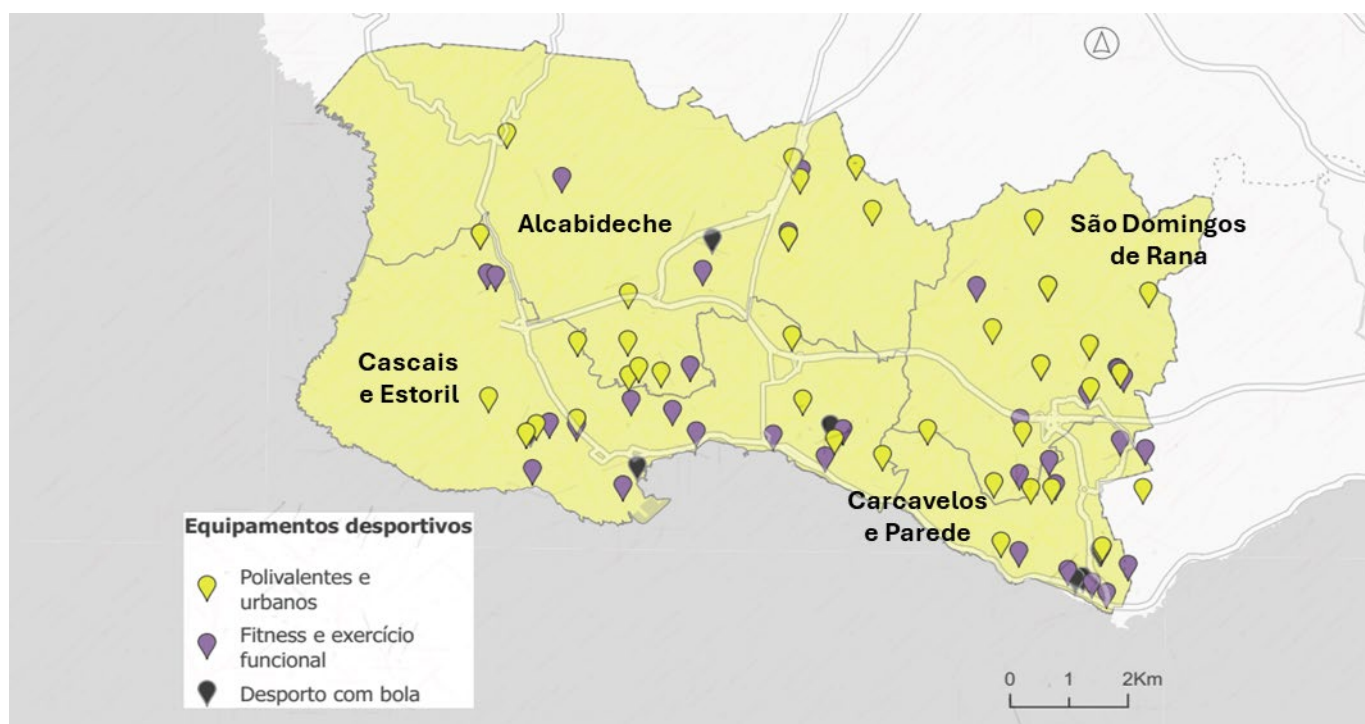 Alcabideche
São Domingos
de Rana
Cascais
e Estoril
Carcavelos
e Parede
Equipamentos desportivos
Polivalentes e
urbanos
Fitness e exercício
funcional
Desporto com bola
0 1 2Km